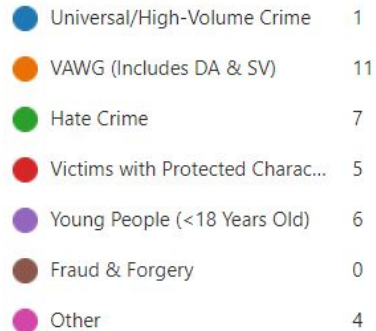 Universal/High-Volume Crime 1
VAWG (Includes DA & SV) 11
Hate Crime 7
Victims with Protected Charac... 5
Young People (<18 Years Old) 6
Fraud & Forgery 0
Other 4